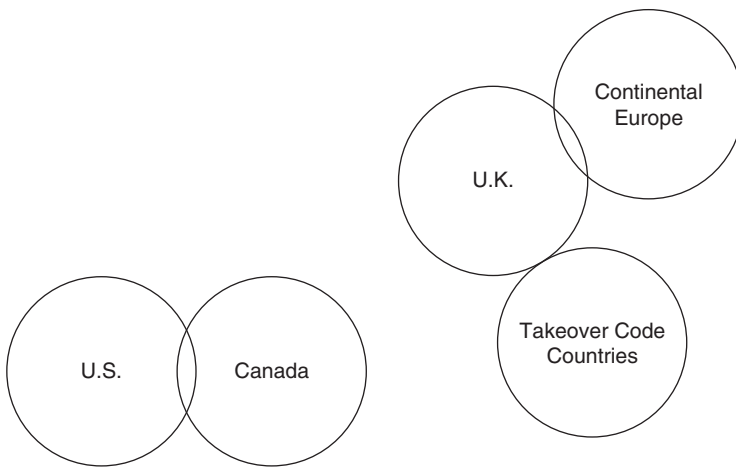 Continental
Europe
U.K.
Takeover Code
Countries
U.S.
Canada